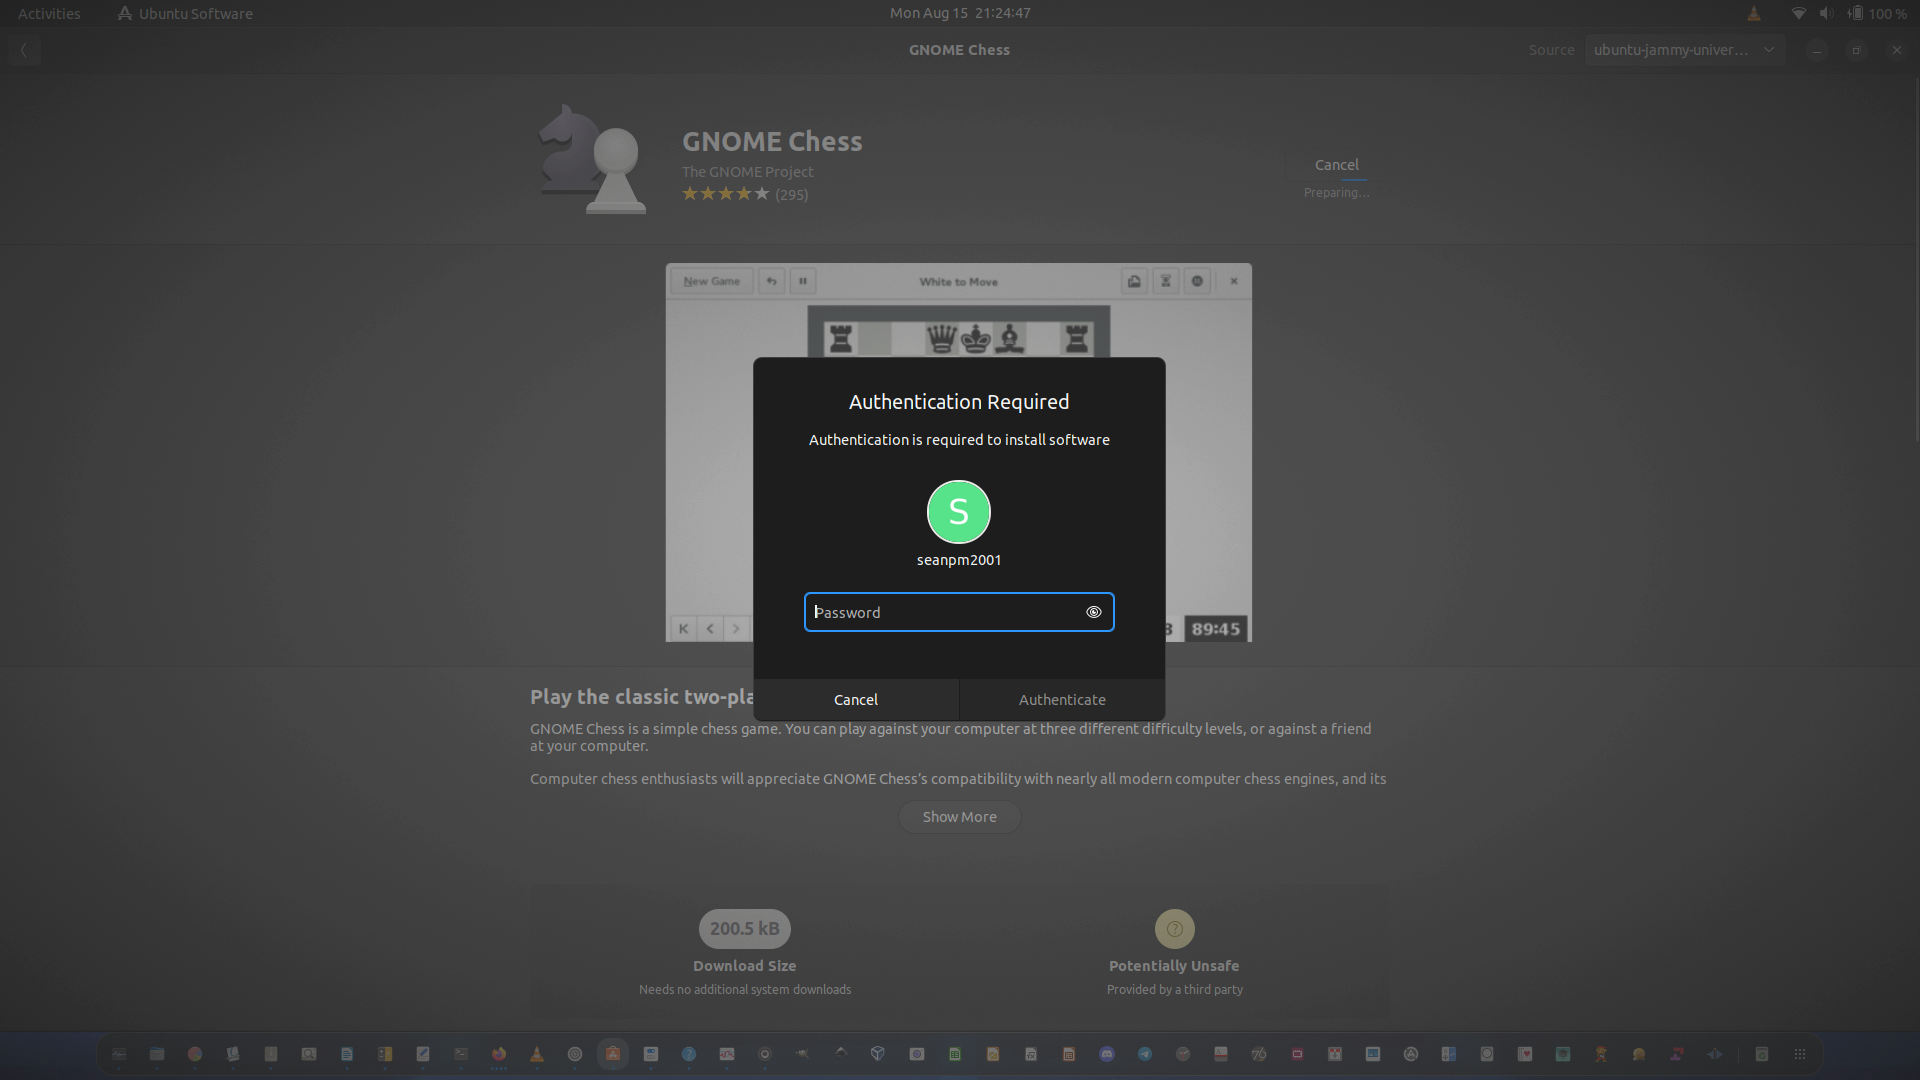 Activities
Ubuntu Software
Mon Aug 15 21:24:47
100 %
GNOME Chess
Source
ubuntu-jammy-univer...
GNOME Chess
The GNOME Project
(295)
Cancel
Preparing...
New Game
White to Move
Authentication Required
Authentication is required to install software
S
seanpm2001
Password
89:45
Cancel
Authenticate
Play the classic two-pla
GNOME Chess is a simple chess game. You can play against your computer at three different difficulty levels, or against a friend
at your computer.
Computer chess enthusiasts will appreciate GNOME Chess’s compatibility with nearly all modern computer chess engines, and its
Show More
200.5 kB
Download Size
Needs no additional system downloads
?
Potentially Unsafe
Provided by a third party